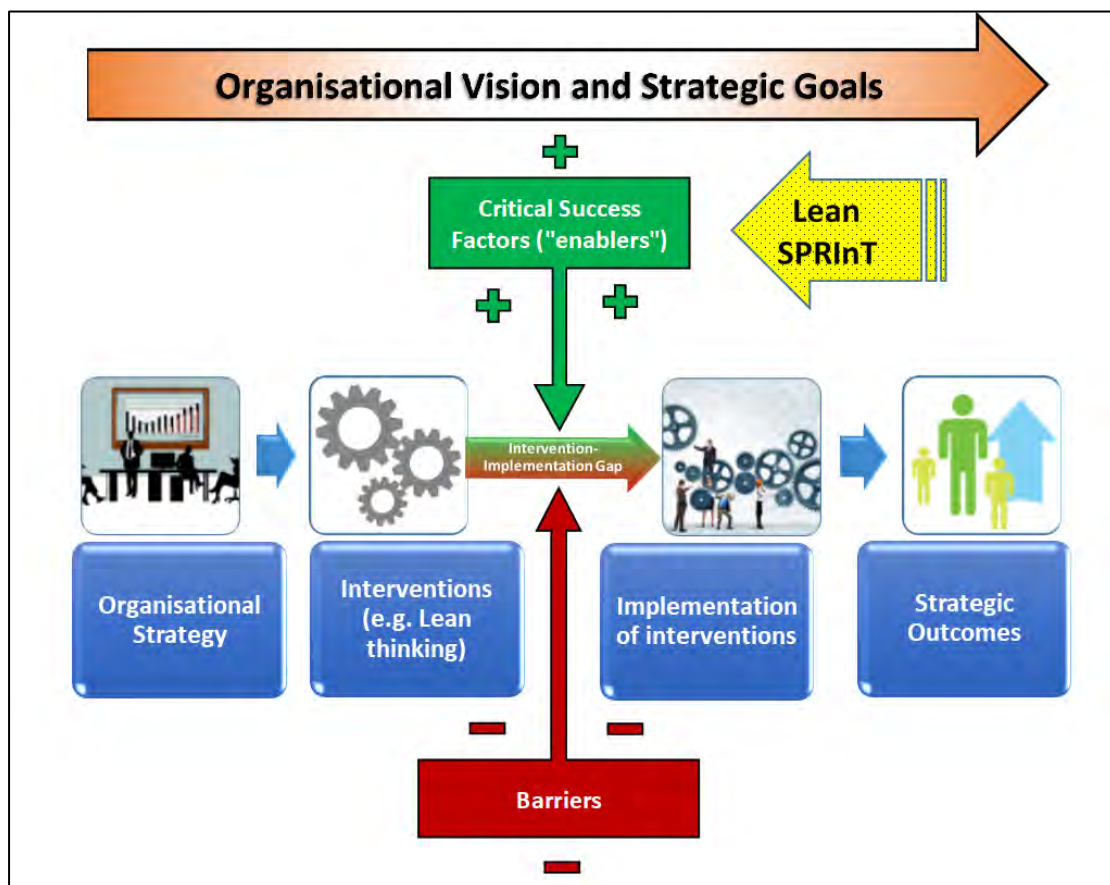 Organisational Vision and Strategic Goals
Critical Success
Factors ("enablers")
Lean
SPRInT
Intervention-
Implementation Gap
Organisational
Strategy
Interventions
(e.g. Lean
thinking)
Implementation
of interventions
Strategic
Outcomes
Barriers